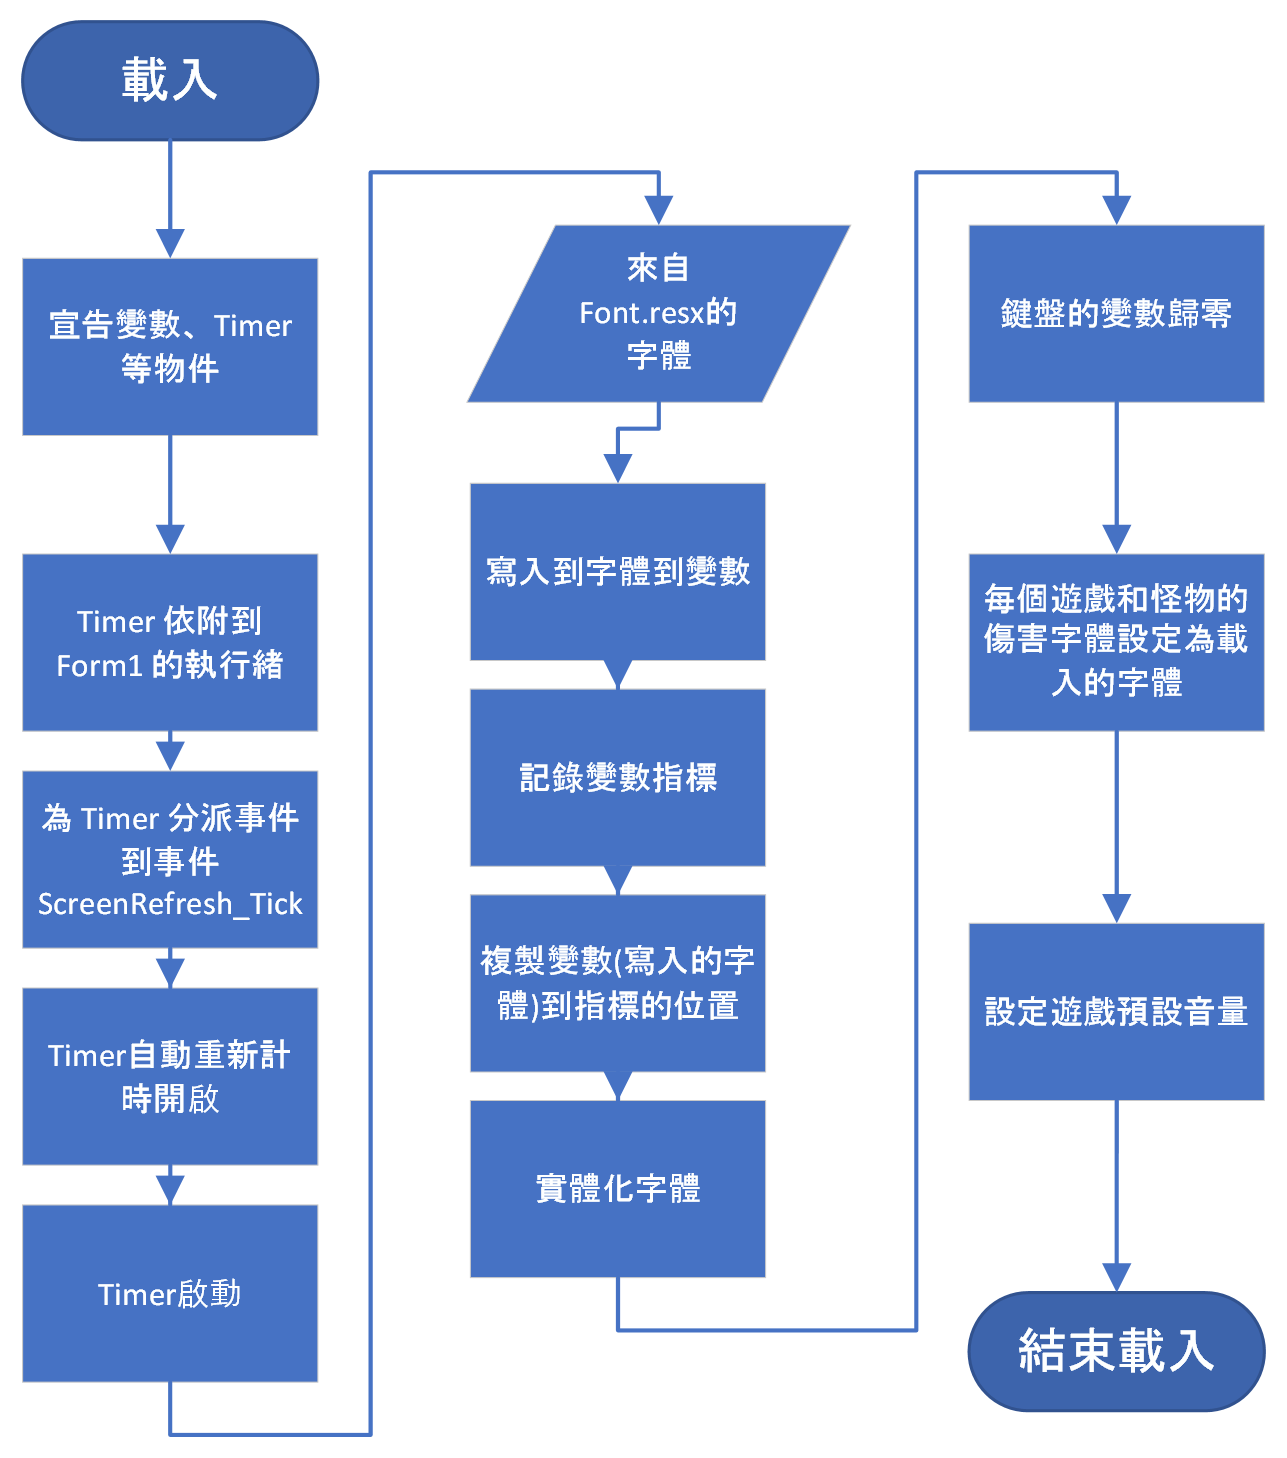 載入
宣告變數、Timer
等物件
Timer 依附到
Form1 的執行緒
為 Timer 分派事件
到事件
ScreenRefresh_Tick
Timer自動重新計
時開啟
Timer啟動
來自
Font.resx的
字體
寫入到字體到變數
記錄變數指標
複製變數(寫入的字
體)到指標的位置
實體化字體
鍵盤的變數歸零
每個遊戲和怪物的
傷害字體設定為載
入的字體
設定遊戲預設音量
結束載入